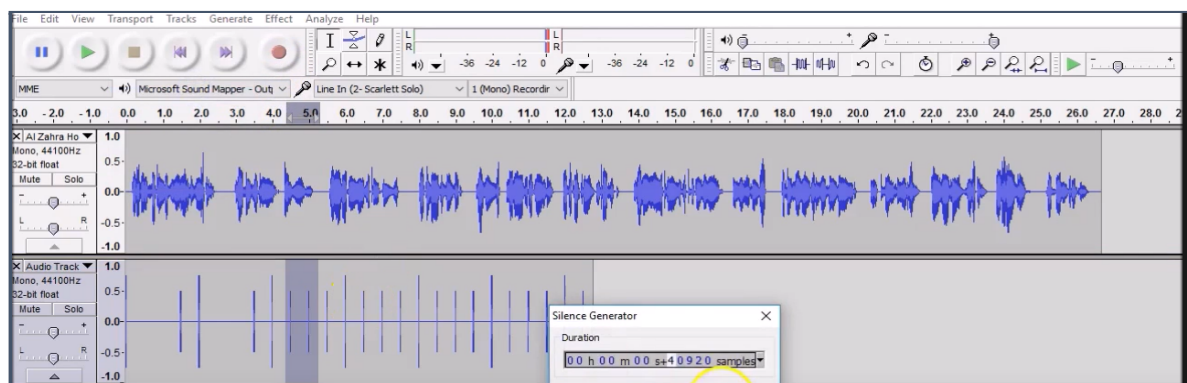 File Edit View Transport Tracks Generate Effect Analyze Help
L
R
-36 -24 -12 0
L
R
-36 -24 -12 0
MME
Microsoft Sound Mapper - Outp
Line In (2- Scarlett Solo)
1 (Mono) Recordir
3.0 - 2.0 - 1.0 0.0 1.0 2.0 3.0 4.0 5.0 6.0 7.0 8.0 9.0 10.0 11.0 12.0 13.0 14.0 15.0 16.0 17.0 18.0 19.0 20.0 21.0 22.0 23.0 24.0 25.0 26.0 27.0 28.0 2
X Al Zahra Ho 1.0
Mono, 44100Hz
32-bit float 0.5
Mute Solo
- + 0.0
L R -0.5
-1.0
X Audio Track 1.0
Mono, 44100Hz
32-bit float 0.5
Mute Solo
- + 0.0
L R -0.5
-1.0
Silence Generator X
Duration
00 h 00 m 00 s+40920 samples